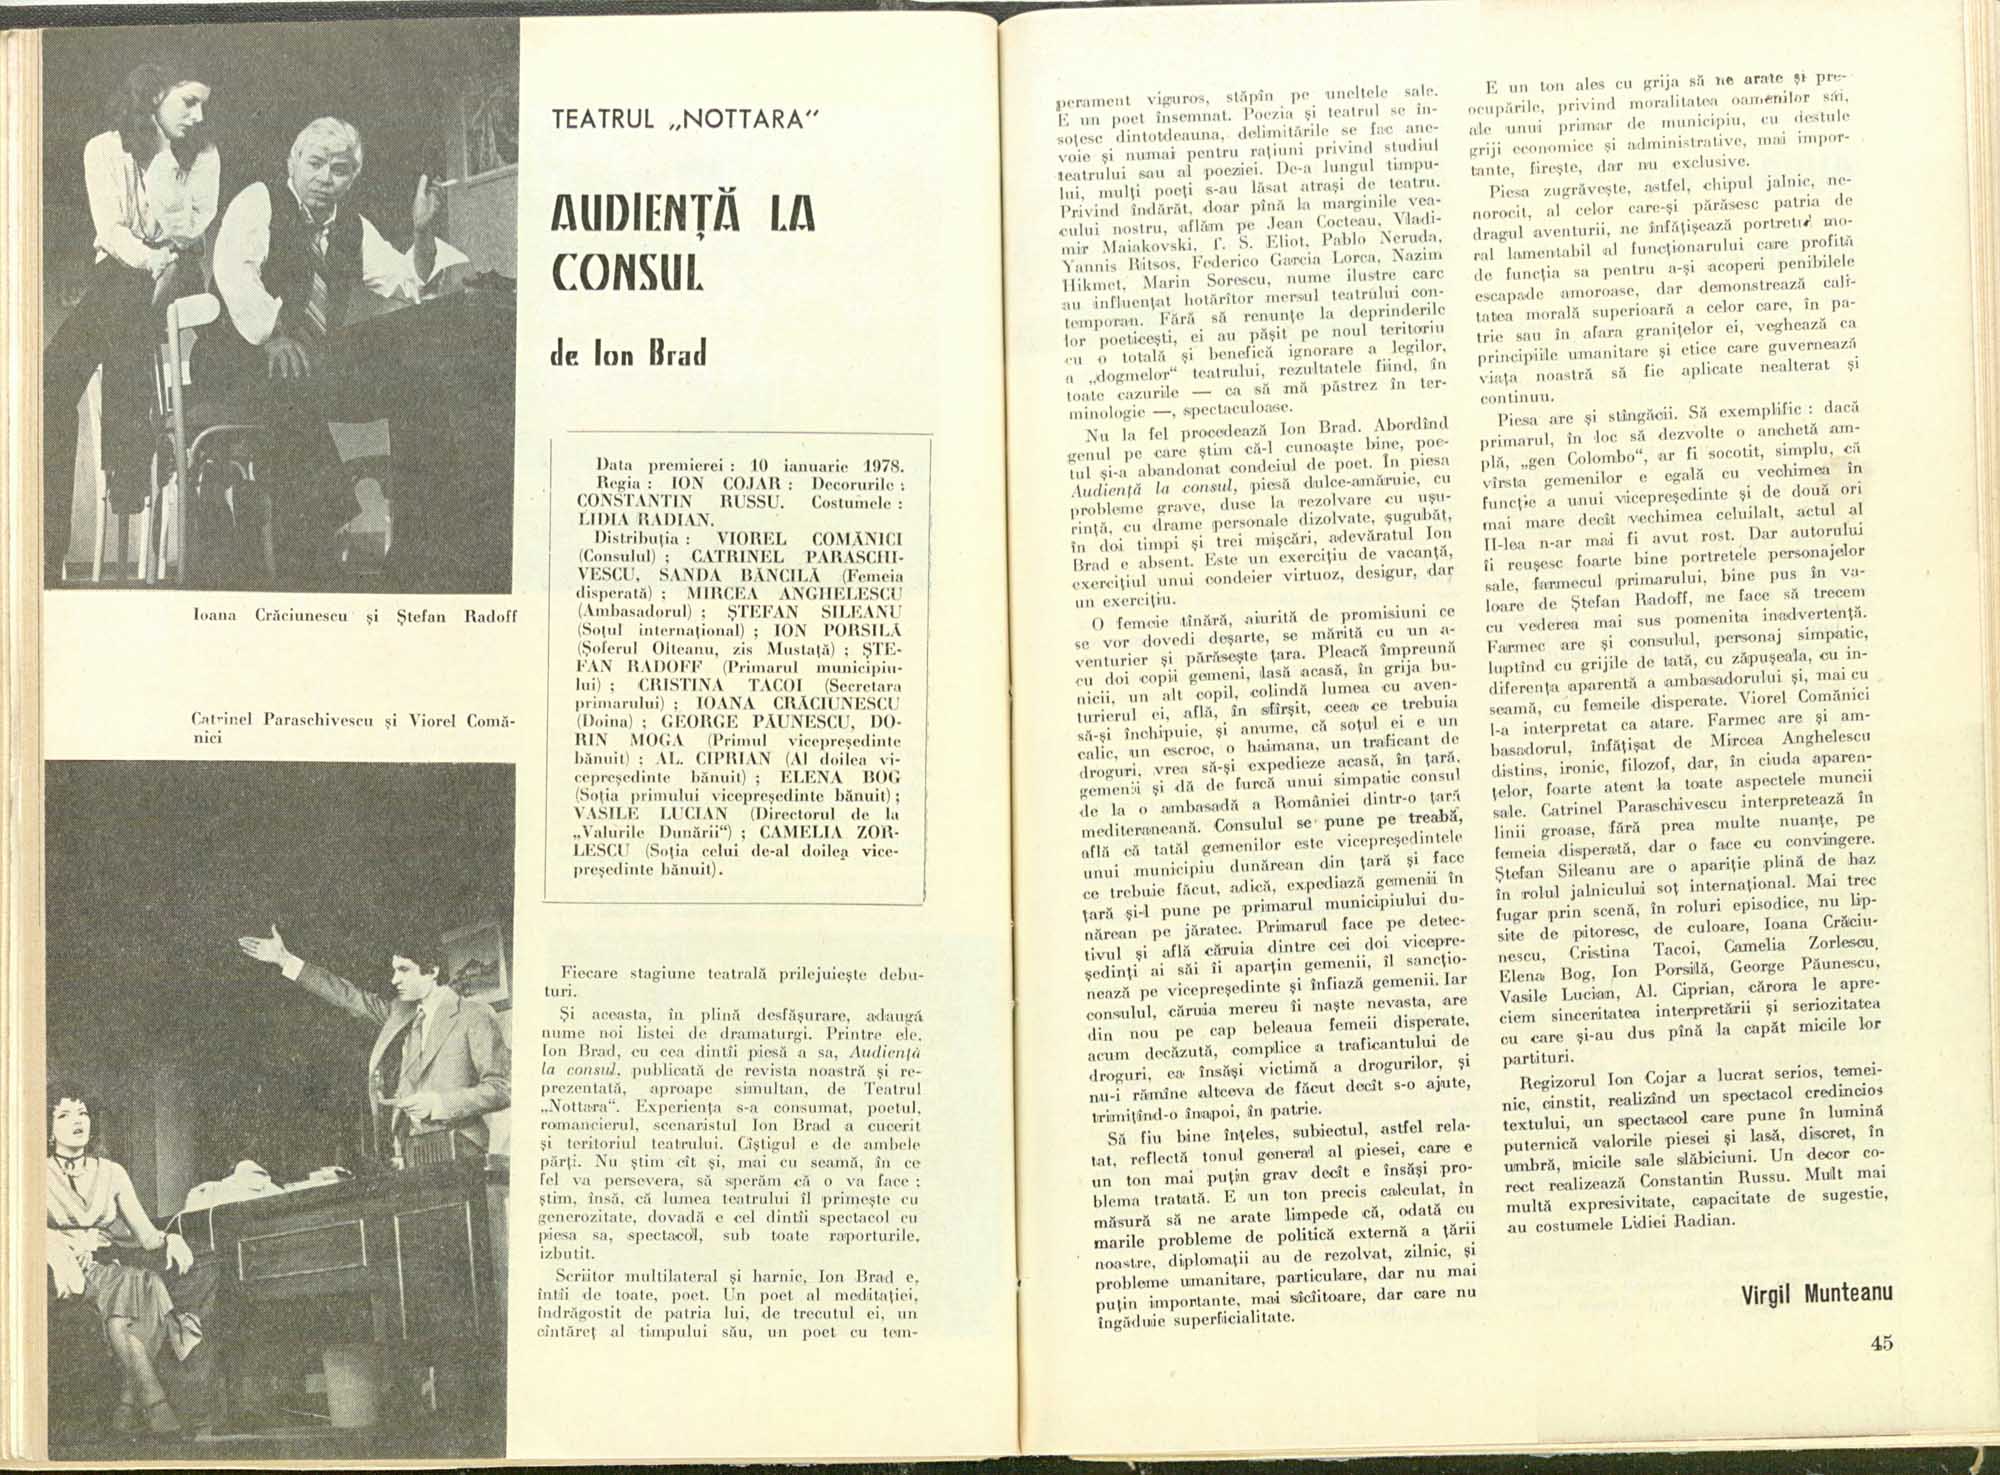 Ioana Crăciunescu și Ștefan Radoff
Catrinel Paraschivescu și Viorel Comă-
nici
TEATRUL „NOTTARA“
AUDIENȚĂ LA
CONSUL
de Ion Brad
Data premierei : 10 ianuarie 1978.
Regia : ION COJAR : Decorurile :
CONSTANTIN RUSSU. Costumele :
LIDIA RADIAN.
Distribuția : VIOREL COMĂNICI
(Consulul) ; CATRINEL PARASCHI-
VESCU, SANDA BĂNCILĂ (Femeia
disperată) ; MIRCEA ANGHELESCU
(Ambasadorul) ; ȘTEFAN SILEANU
(Soțul internațional) ; ION PORSILĂ
(Șoferul Olteanu, zis Mustață) ; ȘTE-
FAN RADOFF (Primarul municipiu-
lui) ; CRISTINA TACOI (Secretara
primarului) ; IOANA CRĂCIUNESCU
(Doina) ; GEORGE PĂUNESCU, DO-
RIN MOGA (Primul vicepreședinte
bănuit) ; AL. CIPRIAN (Al doilea vi-
cepreședinte bănuit) ; ELENA BOG
(Soția primului vicepreședinte bănuit) ;
VASILE LUCIAN (Directorul de la
„Valurile Dunării“) ; CAMELIA ZOR-
LESCU (Soția celui de-al doilea vice-
președinte bănuit).
Fiecare stagiune teatrală prilejuiește debu-
turi.
Și aceasta, în plină desfășurare, adaugă
nume noi listei de dramaturgi. Printre ele,
Ion Brad, cu cea dintîi piesă a sa, Audiență
la consul, publicată de revista noastră și re-
prezentată, aproape simultan, de Teatrul
„Nottara“. Experiența s-a consumat, poetul,
romancierul, scenaristul Ion Brad a cucerit
și teritoriul teatrului. Cîștigul e de ambele
părți. Nu știm cît și, mai cu seamă, în ce
fel va persevera, să sperăm că o va face ;
știm, însă, că lumea teatrului îl primește cu
generozitate, dovadă e cel dintîi spectacol cu
piesa sa, spectacol, sub toate raporturile,
izbutit.
Scriitor multilateral și harnic, Ion Brad e,
întîi de toate, poet. Un poet al meditației,
îndrăgostit de patria lui, de trecutul ei, un
cîntăreț al timpului său, un poet cu tem-
perament viguros, stăpîn pe uneltele sale.
E un poet însemnat. Poezia și teatrul se în-
soțesc dintotdeauna, delimitările se fac ane-
voie și numai pentru rațiuni privind studiul
teatrului sau al poeziei. De-a lungul timpu-
lui, mulți poeți s-au lăsat atrași de teatru.
Privind îndărăt, doar pînă la marginile vea-
cului nostru, aflăm pe Jean Cocteau, Vladi-
mir Maiakovski, T. S. Eliot, Pablo Neruda,
Yannis Ritsos, Federico Garcia Lorca, Nazim
Hikmet, Marin Sorescu, nume ilustre care
au influențat hotărîtor mersul teatrului con-
temporan. Fără să renunțe la deprinderile
lor poeticești, ei au pășit pe noul teritoriu
cu o totală și benefică ignorare a legilor,
a „dogmelor“ teatrului, rezultatele fiind, în
toate cazurile — ca să mă păstrez în ter-
minologie —, spectaculoase.
Nu la fel procedează Ion Brad. Abordînd
genul pe care știm că-l cunoaște bine, poe-
tul și-a abandonat condeiul de poet. În piesa
Audiență la consul, piesă dulce-amăruie, cu
probleme grave, duse la rezolvare cu ușu-
rință, cu drame personale dizolvate, șugubăț,
în doi timpi și trei mișcări, adevăratul Ion
Brad e absent. Este un exercițiu de vacanță,
exercițiul unui condeier virtuoz, desigur, dar
un exercițiu.
O femeie tînără, aiurită de promisiuni ce
se vor dovedi deșarte, se mărită cu un a-
venturier și părăsește țara. Pleacă împreună
cu doi copii gemeni, lasă acasă, în grija bu-
nicii, un alt copil, colindă lumea cu aven-
turierul ei, află, în sfîrșit, ceea ce trebuia
să-și închipuie, și anume, că soțul ei e un
calic, un escroc, o haimana, un traficant de
droguri, vrea să-și expedieze acasă, în țară,
gemenii și dă de furcă unui simpatic consul
de la o ambasadă a României dintr-o țară
mediteraneană. Consulul se pune pe treabă,
află că tatăl gemenilor este vicepreședintele
unui municipiu dunărean din țară și face
ce trebuie făcut, adică, expediază gemenii în
țară și-l pune pe primarul municipiului du-
nărean pe jăratec. Primarul face pe detec-
tivul și află căruia dintre cei doi vicepre-
ședinți ai săi îi aparțin gemenii, îl sancțio-
nează pe vicepreședinte și înfiază gemenii. Iar
consulul, căruia mereu îi naște nevasta, are
din nou pe cap beleaua femeii disperate,
acum decăzută, complice a traficantului de
droguri, ea însăși victimă a drogurilor, și
nu-i rămîne altceva de făcut decît s-o ajute,
trimițînd-o înapoi, în patrie.
Să fiu bine înțeles, subiectul, astfel rela-
tat, reflectă tonul general al piesei, care e
un ton mai puțin grav decît e însăși pro-
blema tratată. E un ton precis calculat, în
măsură să ne arate limpede că, odată cu
marile probleme de politică externă a țării
noastre, diplomații au de rezolvat, zilnic, și
probleme umanitare, particulare, dar nu mai
puțin importante, mai sîcîitoare, dar care nu
îngăduie superficialitate.
E un ton ales cu grija să ne arate și pre-
ocupările, privind moralitatea oamenilor săi,
ale unui primar de municipiu, cu destule
griji economice și administrative, mai impor-
tante, firește, dar nu exclusive.
Piesa zugrăvește, astfel, chipul jalnic, ne-
norocit, al celor care-și părăsesc patria de
dragul aventurii, ne înfățișează portretul mo-
ral lamentabil al funcționarului care profită
de funcția sa pentru a-și acoperi penibilele
escapade amoroase, dar demonstrează cali-
tatea morală superioară a celor care, în pa-
trie sau în afara granițelor ei, veghează ca
principiile umanitare și etice care guvernează
viața noastră să fie aplicate nealterat și
continuu.
Piesa are și stîngăcii. Să exemplific : dacă
primarul, în loc să dezvolte o anchetă am-
plă, „gen Colombo“, ar fi socotit, simplu, că
vîrsta gemenilor e egală cu vechimea în
funcție a unui vicepreședinte și de două ori
mai mare decît vechimea celuilalt, actul al
II-lea n-ar mai fi avut rost. Dar autorului
îi reușesc foarte bine portretele personajelor
sale, farmecul primarului, bine pus în va-
loare de Ștefan Radoff, ne face să trecem
cu vederea mai sus pomenita inadvertență.
Farmec are și consulul, personaj simpatic,
luptînd cu grijile de tată, cu zăpușeala, cu in-
diferența aparentă a ambasadorului și, mai cu
seamă, cu femeile disperate. Viorel Comănici
l-a interpretat ca atare. Farmec are și am-
basadorul, înfățișat de Mircea Anghelescu
distins, ironic, filozof, dar, în ciuda aparen-
țelor, foarte atent la toate aspectele muncii
sale. Catrinel Paraschivescu interpretează în
linii groase, fără prea multe nuanțe, pe
femeia disperată, dar o face cu convingere.
Ștefan Sileanu are o apariție plină de haz
în rolul jalnicului soț internațional. Mai trec
fugar prin scenă, în roluri episodice, nu lip-
site de pitoresc, de culoare, Ioana Crăciu-
nescu, Cristina Tacoi, Camelia Zorlescu,
Elena Bog, Ion Porsilă, George Păunescu,
Vasile Lucian, Al. Ciprian, cărora le apre-
ciem sinceritatea interpretării și seriozitatea
cu care și-au dus pînă la capăt micile lor
partituri.
Regizorul Ion Cojar a lucrat serios, temei-
nic, cinstit, realizînd un spectacol credincios
textului, un spectacol care pune în lumină
puternică valorile piesei și lasă, discret, în
umbră, micile sale slăbiciuni. Un decor co-
rect realizează Constantin Russu. Mult mai
multă expresivitate, capacitate de sugestie,
au costumele Lidiei Radian.
Virgil Munteanu
45